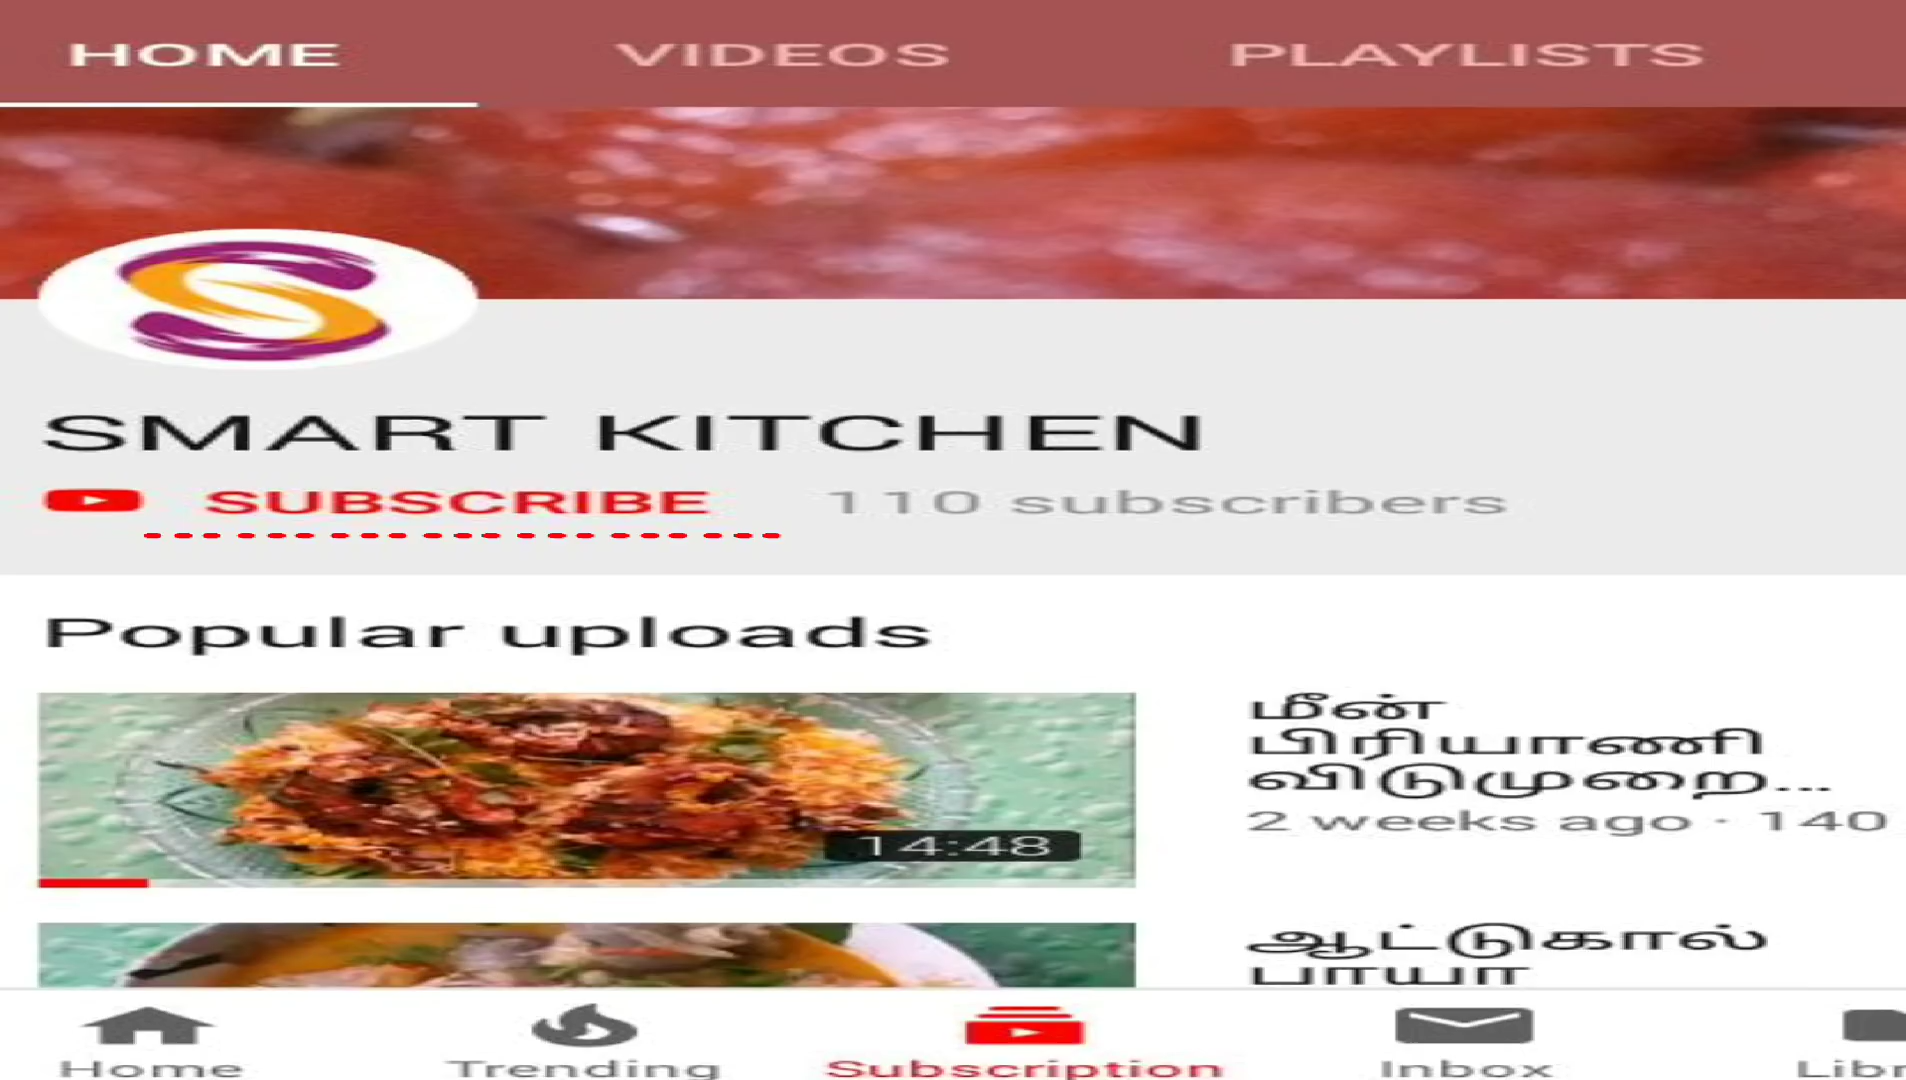 HOME VIDEOS PLAYLISTS
SMART KITCHEN
SUBSCRIBE 110 subscribers
Popular uploads
மீன்
பிரியாணி
விடுமுறை...
2 weeks ago · 140
14:48
ஆட்டுகால்
பாயா
Home Trending Subscription Inbox Libr